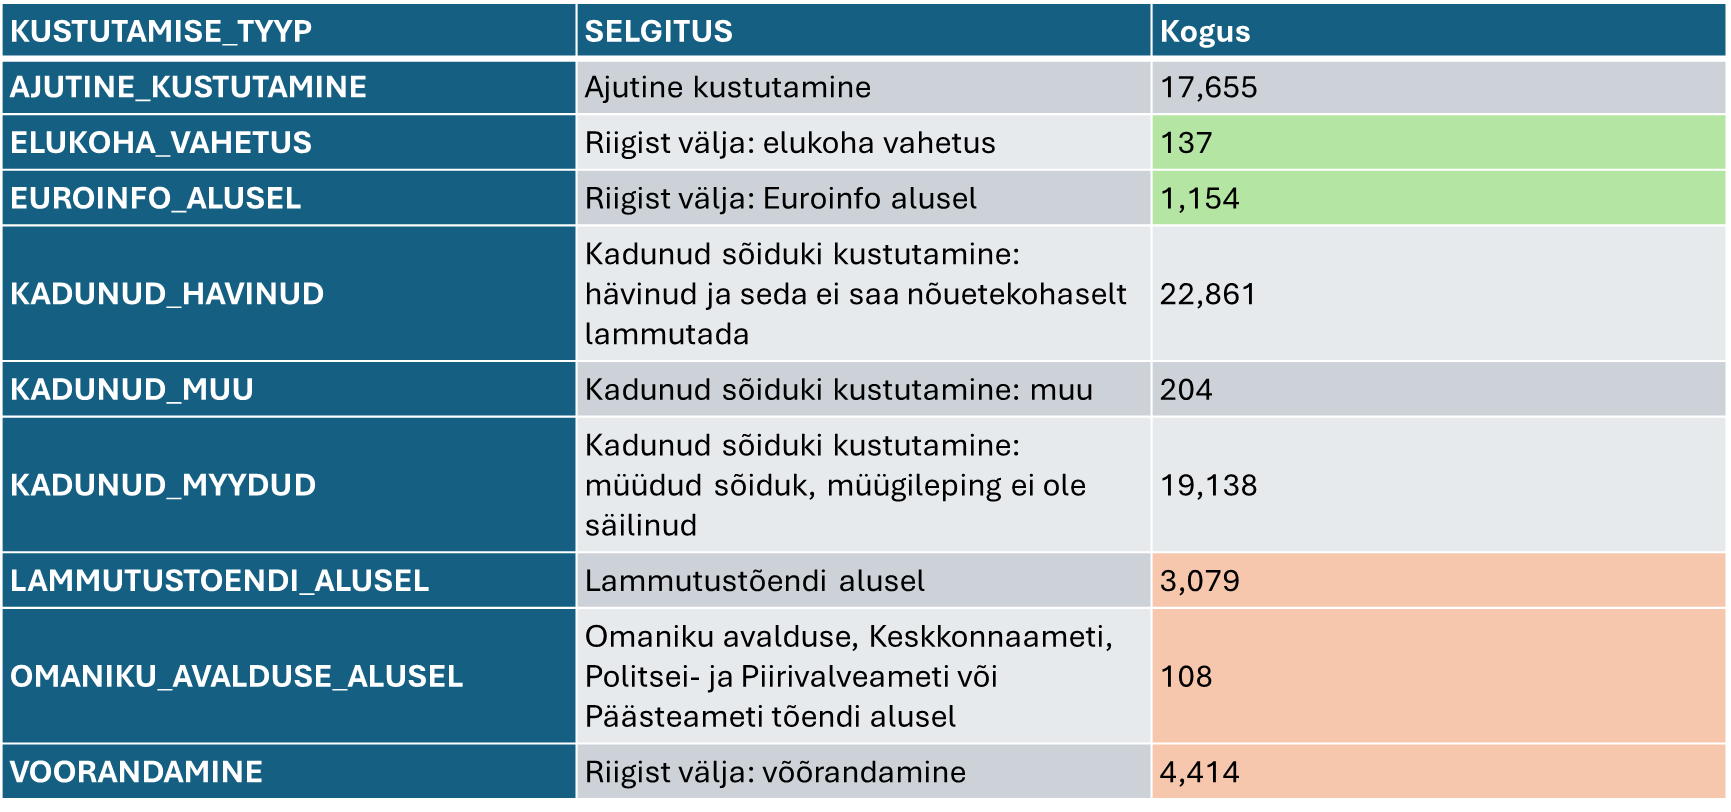 KUSTUTAMISE_TYYP SELGITUS Kogus
AJUTINE_KUSTUTAMINE Ajutine kustutamine 17,655
ELUKOHA_VAHETUS Riigist välja: elukoha vahetus 137
EUROINFO_ALUSEL Riigist välja: Euroinfo alusel 1,154
KADUNUD_HAVINUD Kadunud sõiduki kustutamine:
hävinud ja seda ei saa nõuetekohaselt
lammutada 22,861
KADUNUD_MUU Kadunud sõiduki kustutamine: muu 204
KADUNUD_MYYDUD Kadunud sõiduki kustutamine:
müüdud sõiduk, müügileping ei ole
säilinud 19,138
LAMMUTUSTOENDI_ALUSEL Lammutustõendi alusel 3,079
OMANIKU_AVALDUSE_ALUSEL Omaniku avalduse, Keskkonnaameti,
Politsei- ja Piirivalveameti või
Päästeameti tõendi alusel 108
VOORANDAMINE Riigist välja: võõrandamine 4,414